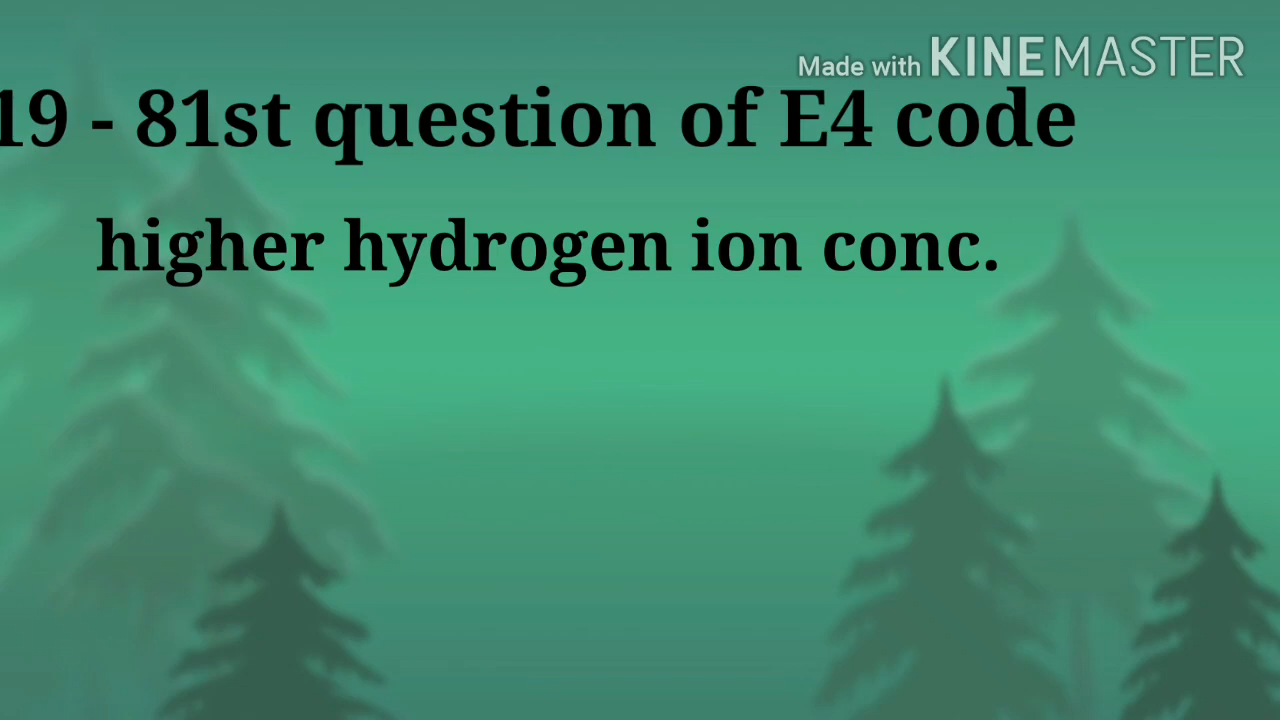 Made with KINEMASTER
19 - 81st question of E4 code
higher hydrogen ion conc.